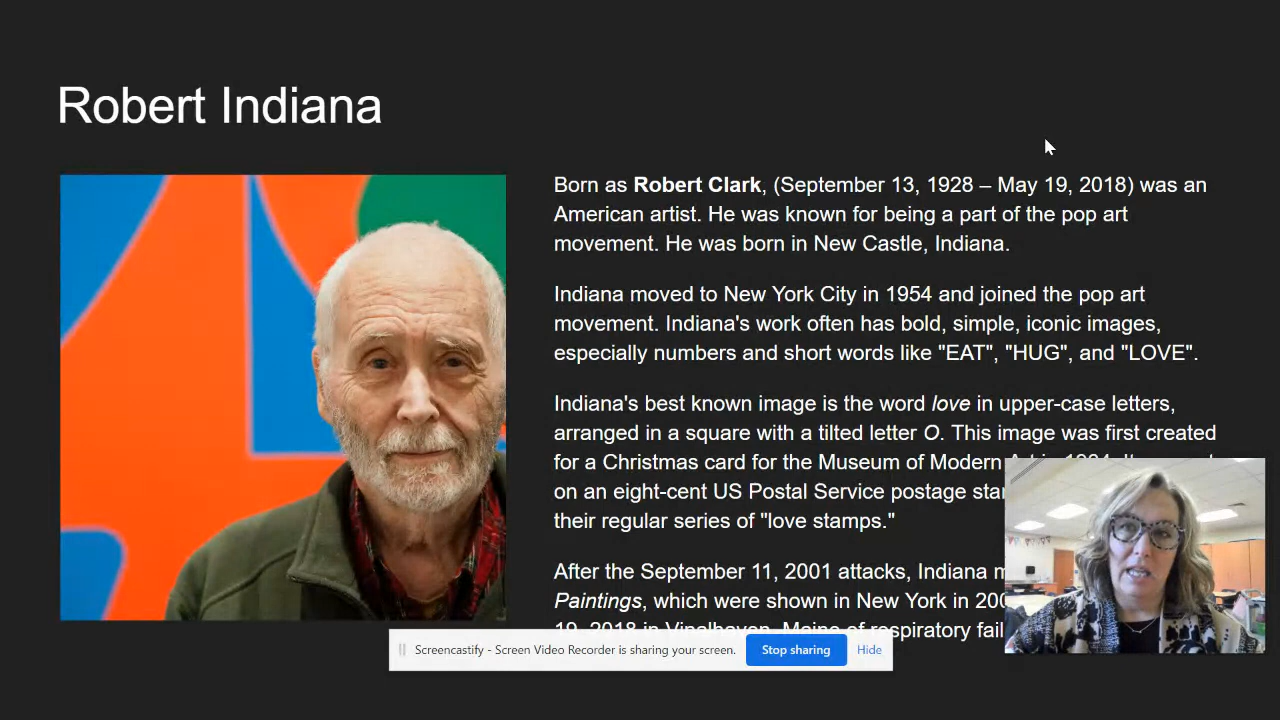 Robert Indiana
Born as Robert Clark, (September 13, 1928 – May 19, 2018) was an
American artist. He was known for being a part of the pop art
movement. He was born in New Castle, Indiana.
Indiana moved to New York City in 1954 and joined the pop art
movement. Indiana's work often has bold, simple, iconic images,
especially numbers and short words like "EAT", "HUG", and "LOVE".
Indiana's best known image is the word love in upper-case letters,
arranged in a square with a tilted letter O. This image was first created
for a Christmas card for the Museum of Modern
on an eight-cent US Postal Service postage
their regular series of "love stamps."
After the September 11, 2001 attacks, Indiana
Paintings, which were shown in New York in
19, 2018 in Vinalhaven, Maine of respiratory
Screencastify - Screen Video Recorder is sharing your screen.
Stop sharing
Hide